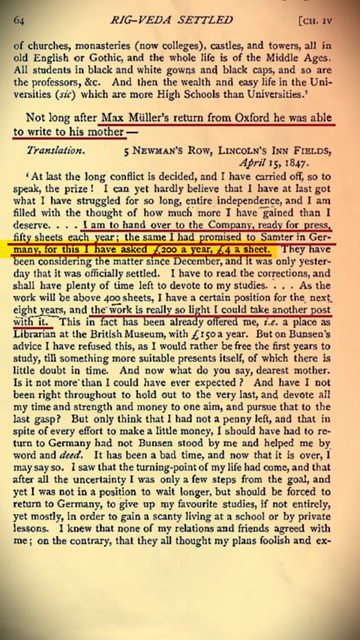 64 RIG-VEDA SETTLED [CH. IV
of churches, monasteries (now colleges), castles, and towers, all in
old English or Gothic, and the whole life is of the Middle Ages.
All students in black and white gowns and black caps, and so are
the professors, &c. And then the wealth and easy life in the Uni-
versities (sic) which are more High Schools than Universities.'
Not long after Max Müller's return from Oxford he was able
to write to his mother—
Translation. 5 NEWMAN'S ROW, LINCOLN'S INN FIELDS,
April 15, 1847.
'At last the long conflict is decided, and I have carried off, so to
speak, the prize! I can yet hardly believe that I have at last got
what I have struggled for so long, entire independence, and I am
filled with the thought of how much more I have gained than I
deserve. . . . I am to hand over to the Company, ready for press,
fifty sheets each year; the same I had promised to Samter in Ger-
many, for this I have asked £200 a year, £4 a sheet. They have
been considering the matter since December, and it was only yester-
day that it was officially settled. I have to read the corrections, and
shall have plenty of time left to devote to my studies. . . . As the
work will be above 400 sheets, I have a certain position for the next
eight years, and the work is really so light I could take another post
with it. This in fact has been already offered me, i.e. a place as
Librarian at the British Museum, with £150 a year. But on Bunsen's
advice I have refused this, as I would rather be free the first years to
study, till something more suitable presents itself, of which there is
little doubt in time. And now what do you say, dearest mother.
Is it not more than I could have ever expected? And have I not
been right throughout to hold out to the very last, and devote all
my time and strength and money to one aim, and pursue that to the
last gasp? But only think that I had not a penny left, and that in
spite of every effort to make a little money, I should have had to re-
turn to Germany had not Bunsen stood by me and helped me by
word and deed. It has been a bad time, and now that it is over, I
may say so. I saw that the turning-point of my life had come, and that
after all the uncertainty I was only a few steps from the goal, and
yet I was not in a position to wait longer, but should be forced to
return to Germany, to give up my favourite studies, if not entirely,
yet mostly, in order to gain a scanty living at a school or by private
lessons. I knew that none of my relations and friends agreed with
me; on the contrary, that they all thought my plans foolish and ex-